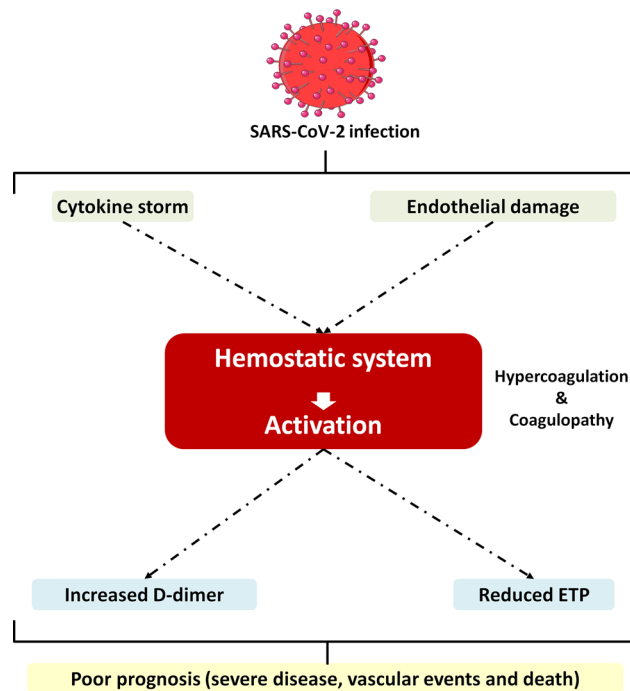 SARS-CoV-2 infection
Cytokine storm
Endothelial damage
Hemostatic system
Activation
Hypercoagulation
&
Coagulopathy
Increased D-dimer
Reduced ETP
Poor prognosis (severe disease, vascular events and death)